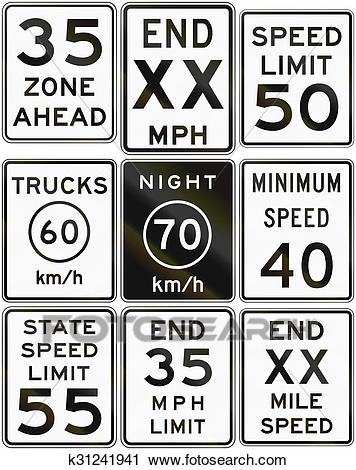 35
ZONE
AHEAD
END
XX
MPH
SPEED
LIMIT
50
TRUCKS
60
km/h
NIGHT
70
km/h
MINIMUM
SPEED
40
STATE
SPEED
LIMIT
55
END
35
MPH
LIMIT
END
XX
MILE
SPEED
FOTOSEARCH
k31241941 www.fotosearch.com